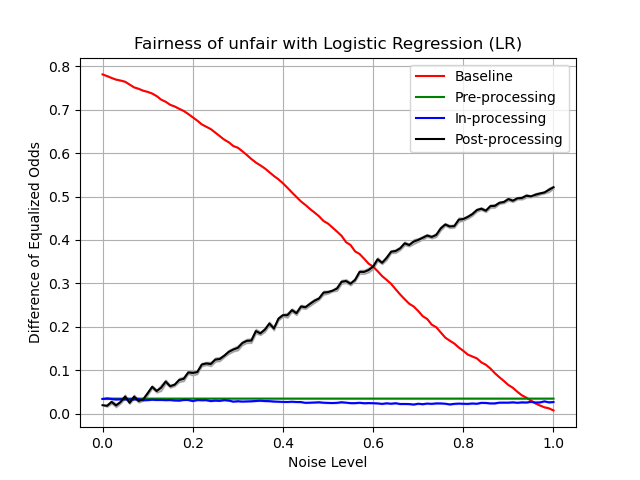 Fairness of unfair with Logistic Regression (LR)
Baseline
Pre-processing
In-processing
Post-processing
Difference of Equalized Odds
0.8
0.7
0.6
0.5
0.4
0.3
0.2
0.1
0.0
0.0 0.2 0.4 0.6 0.8 1.0
Noise Level